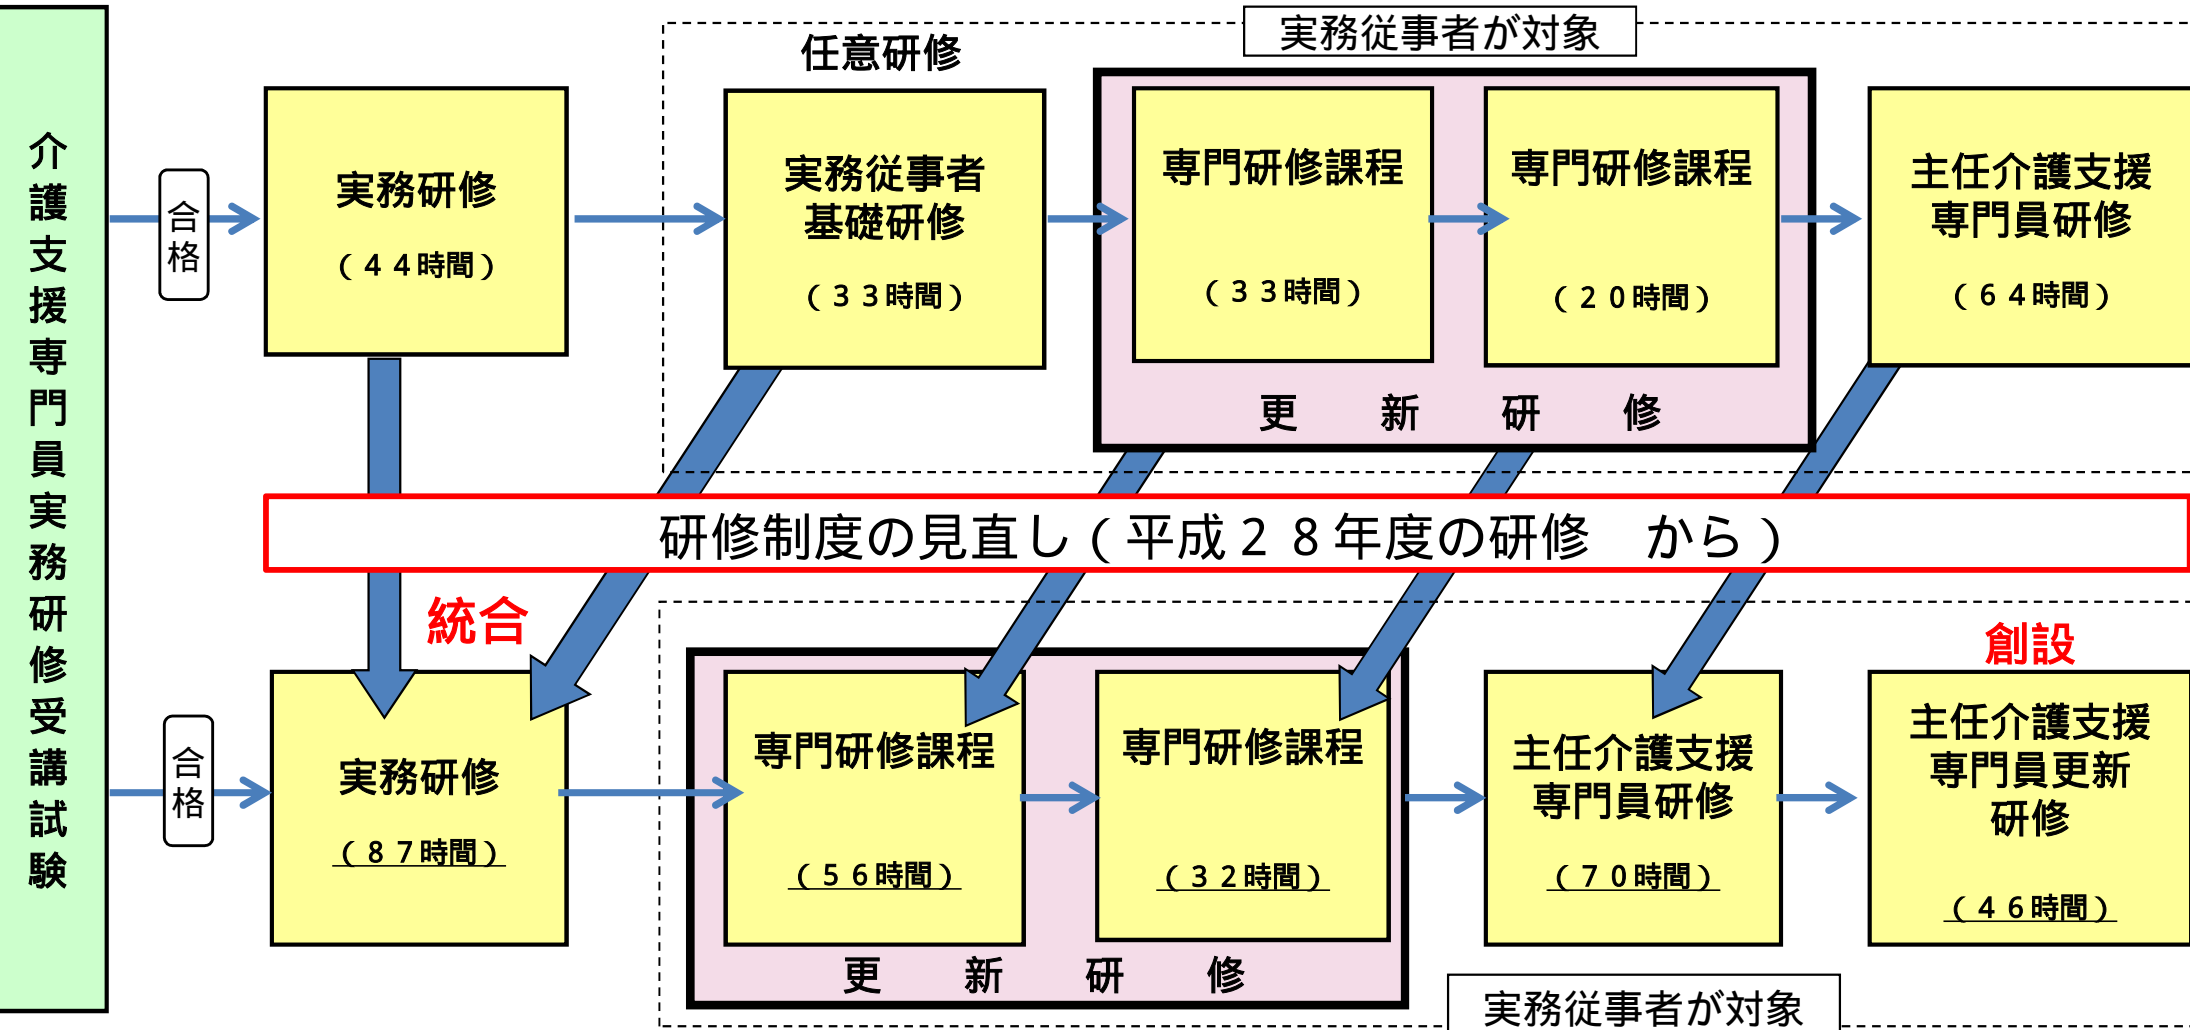 介護支援専門員実務研修受講試験
実務従事者が対象
任意研修
合格
実務研修
(44時間)
実務従事者
基礎研修
(33時間)
専門研修課程
(33時間)
専門研修課程
(20時間)
更新研修
主任介護支援
専門員研修
(64時間)
研修制度の見直し(平成28年度の研修 から)
統合
創設
合格
実務研修
(87時間)
専門研修課程
(56時間)
専門研修課程
(32時間)
更新研修
主任介護支援
専門員研修
(70時間)
主任介護支援
専門員更新
研修
(46時間)
実務従事者が対象